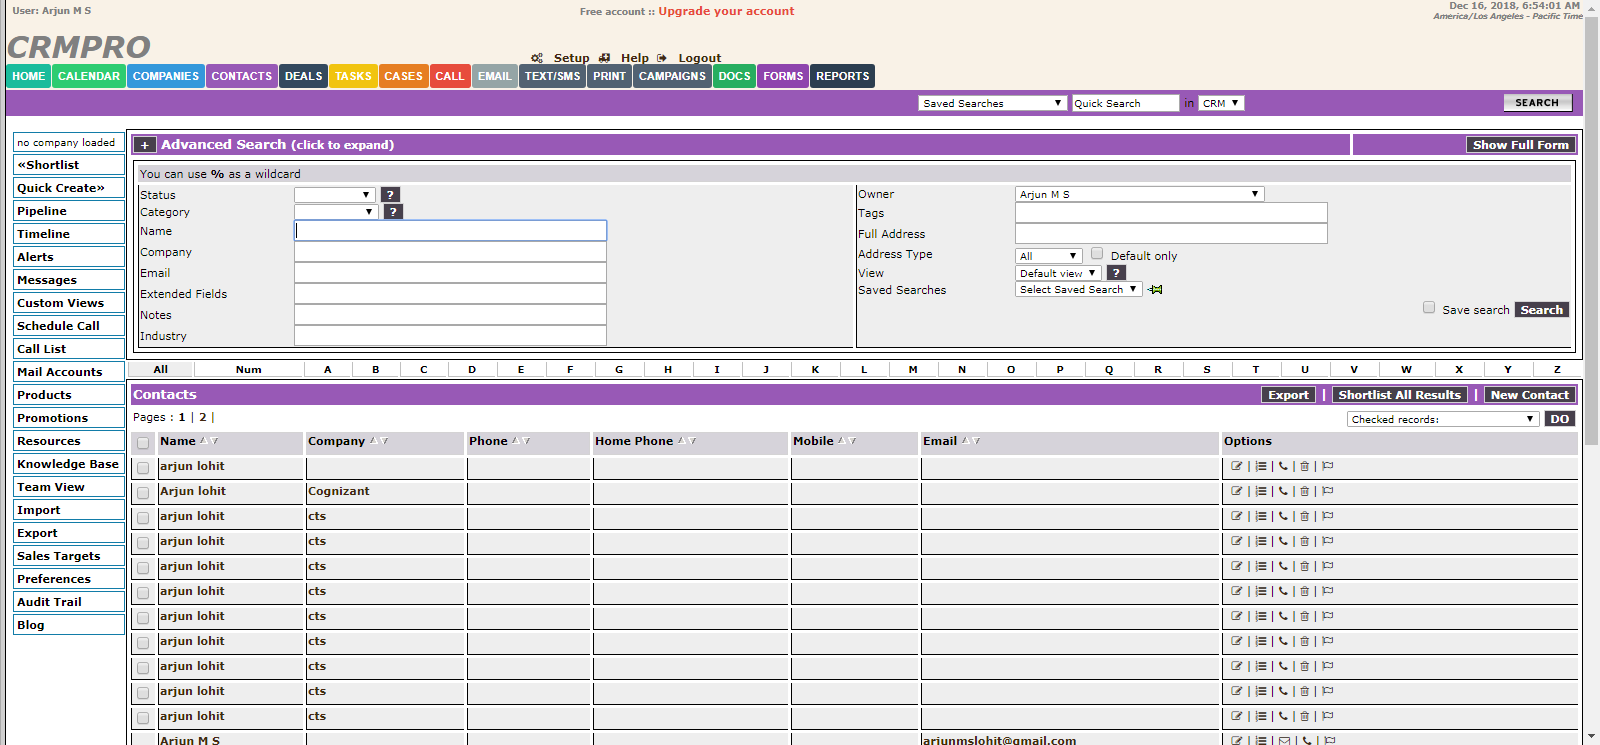 User: Arjun M S
Free account :: Upgrade your account
Dec 16, 2018, 6:54:01 AM
America/Los Angeles - Pacific Time
CRMPRO
Setup Help Logout
HOME CALENDAR COMPANIES CONTACTS DEALS TASKS CASES CALL EMAIL TEXT/SMS PRINT CAMPAIGNS DOCS FORMS REPORTS
Saved Searches Quick Search in CRM SEARCH
no company loaded
«Shortlist
Quick Create»
Pipeline
Timeline
Alerts
Messages
Custom Views
Schedule Call
Call List
Mail Accounts
Products
Promotions
Resources
Knowledge Base
Team View
Import
Export
Sales Targets
Preferences
Audit Trail
Blog
+ Advanced Search (click to expand) Show Full Form
You can use % as a wildcard
Status ?
Category ?
Name
Company
Email
Extended Fields
Notes
Industry
Owner Arjun M S
Tags
Full Address
Address Type All Default only
View Default view ?
Saved Searches Select Saved Search
Save search Search
All Num A B C D E F G H I J K L M N O P Q R S T U V W X Y Z
Contacts Export | Shortlist All Results | New Contact
Pages : 1 | 2 |
Checked records: DO
Name Company Phone Home Phone Mobile Email Options
arjun lohit | | | |
Arjun lohit Cognizant | | | |
arjun lohit cts | | | |
arjun lohit cts | | | |
arjun lohit cts | | | |
arjun lohit cts | | | |
arjun lohit cts | | | |
arjun lohit cts | | | |
arjun lohit cts | | | |
arjun lohit cts | | | |
arjun lohit cts | | | |
Arjun M S arjunmslohit@gmail.com | | | |